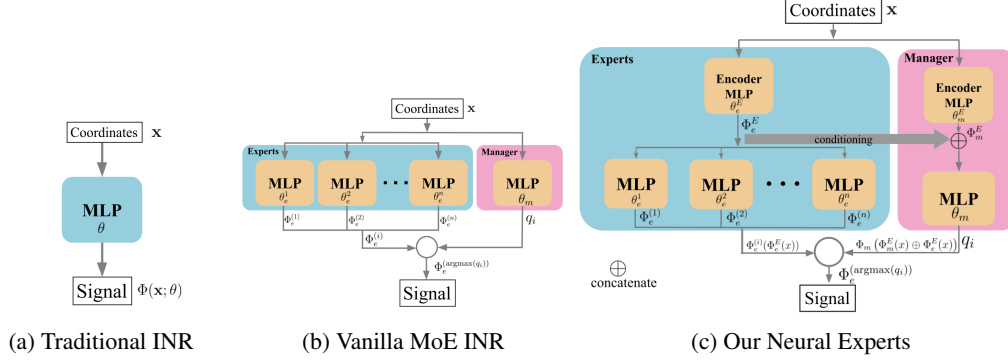 Coordinates x
MLP
θ
Signal Φ(x; θ)
(a) Traditional INR
Coordinates x
Experts
Manager
MLP
θ_e^1
MLP
θ_e^2
• • •
MLP
θ_e^n
MLP
θ_m
Φ_e^(1)
Φ_e^(2)
Φ_e^(n)
q_i
Φ_e^(i)
Φ_e^(argmax(q_i))
Signal
(b) Vanilla MoE INR
Coordinates x
Experts
Manager
Encoder
MLP
θ_e^E
Encoder
MLP
θ_m^E
Φ_e^E
Φ_m^E
conditioning
⊕
MLP
θ_e^1
MLP
θ_e^2
• • •
MLP
θ_e^n
MLP
θ_m
Φ_e^(1)
Φ_e^(2)
Φ_e^(n)
q_i
Φ_e^(i)(Φ_e^E(x))
Φ_m (Φ_m^E(x) ⊕ Φ_e^E(x))
⊕
concatenate
Φ_e^(argmax(q_i))
Signal
(c) Our Neural Experts